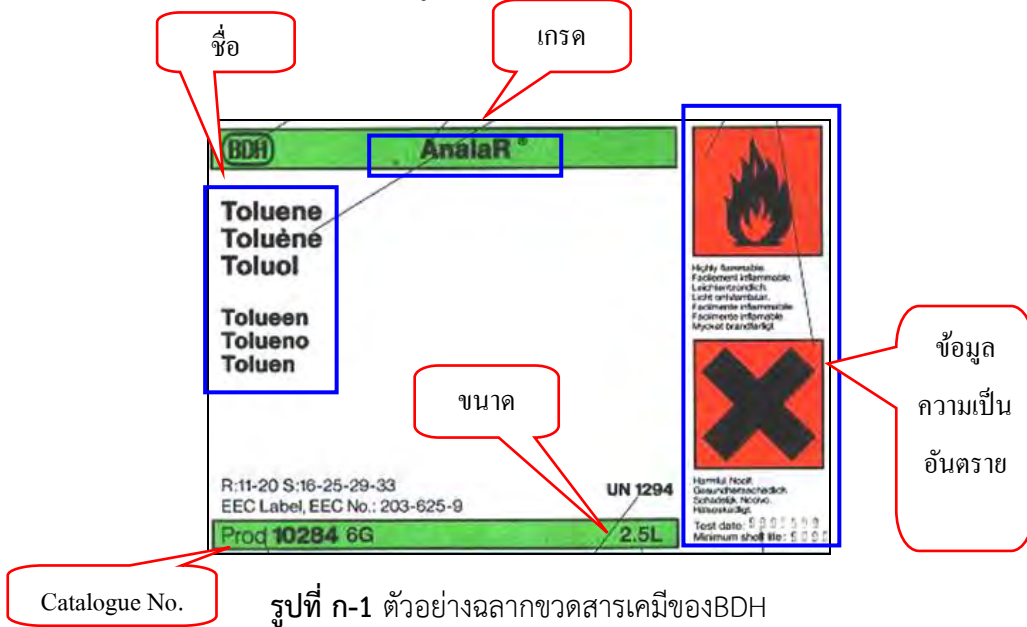 ชื่อ
เกรด
BDH
AnalaR ®
Toluene
Toluène
Toluol
Tolueen
Tolueno
Toluen
Highly flammable.
Facilement inflammable.
Leichtentzündlich.
Licht ontvlambaar.
Facilmente infiammabile.
Facilmente inflamable.
Mycket brandfarligt
ข้อมูล
ความเป็น
อันตราย
ขนาด
R:11-20 S:16-25-29-33
EEC Label, EEC No.: 203-625-9
UN 1294
Harmful Nocif.
Gesundheitsschädlich
Schadelijk. Nocivo.
Hälsoskadligt.
Test date:
Minimum shelf life:
Prod 10284 6G
2.5L
Catalogue No.
รูปที่ ก-1 ตัวอย่างฉลากขวดสารเคมีของBDH